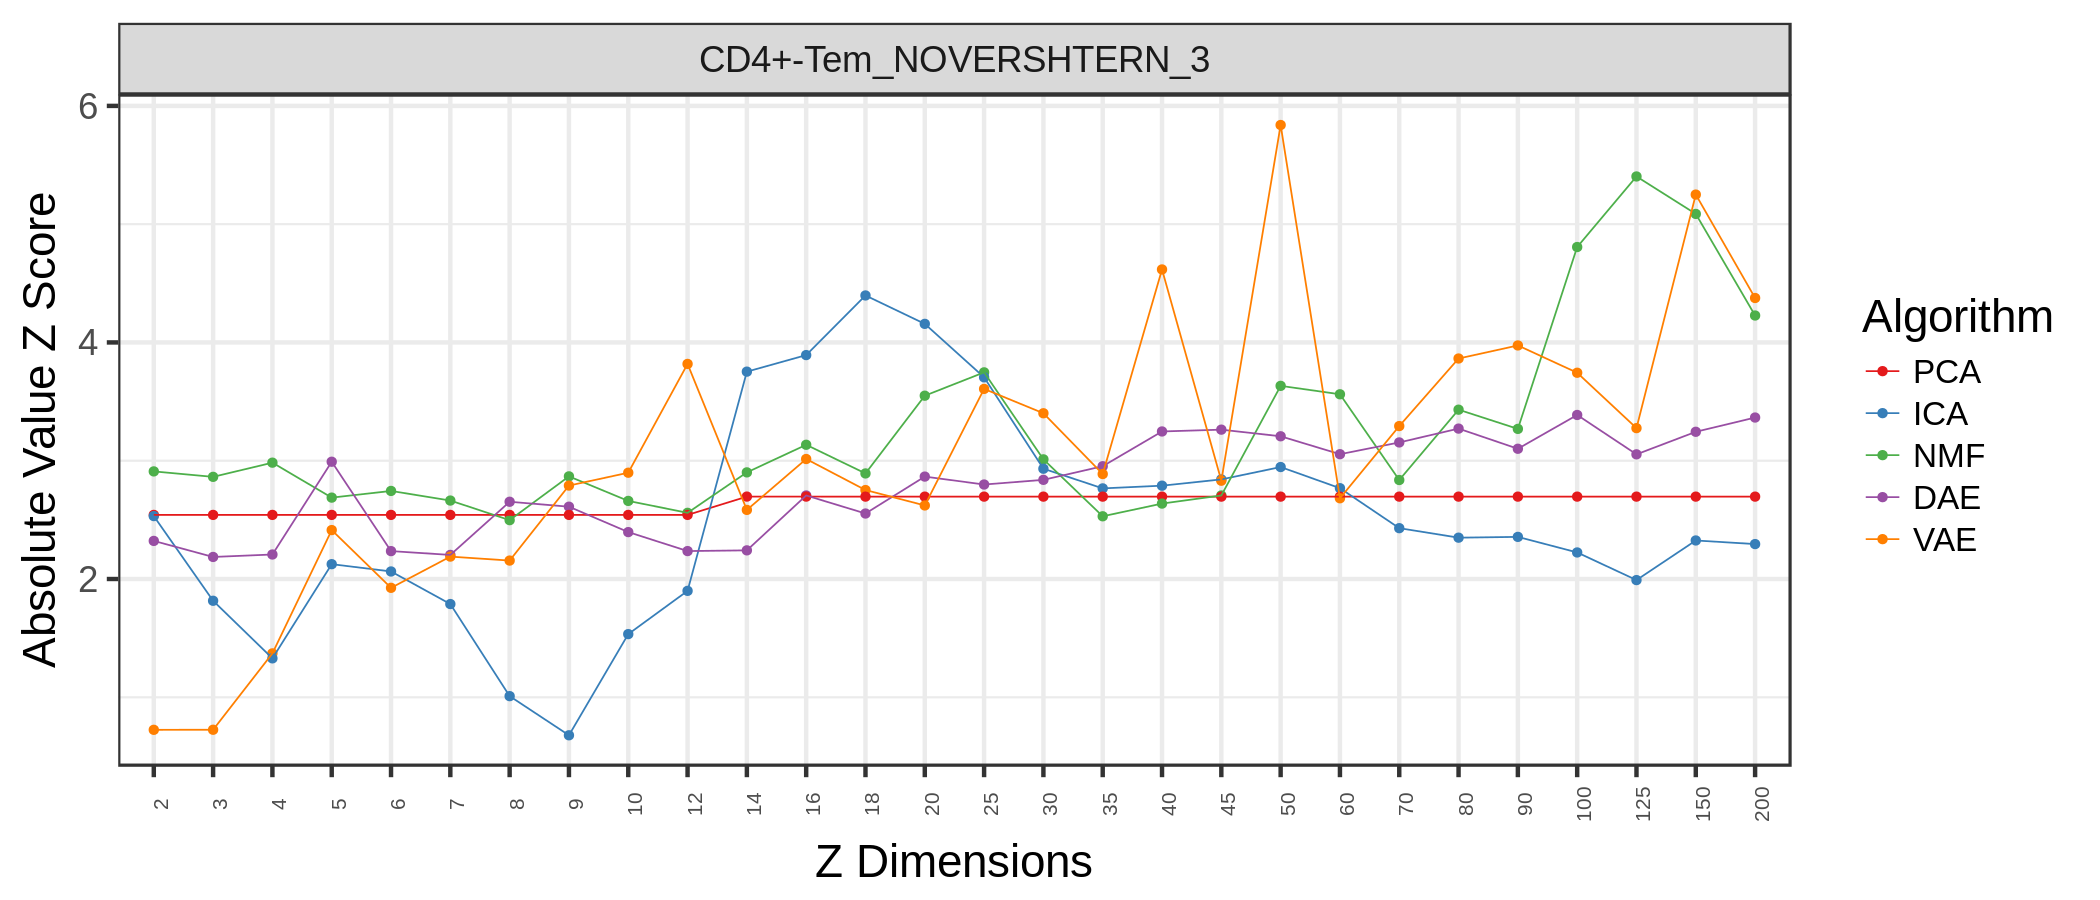 CD4+-Tem_NOVERSHTERN_3
6
4
2
Absolute Value Z Score
2 3 4 5 6 7 8 9 10 12 14 16 18 20 25 30 35 40 45 50 60 70 80 90 100 125 150 200
Z Dimensions
Algorithm
PCA
ICA
NMF
DAE
VAE